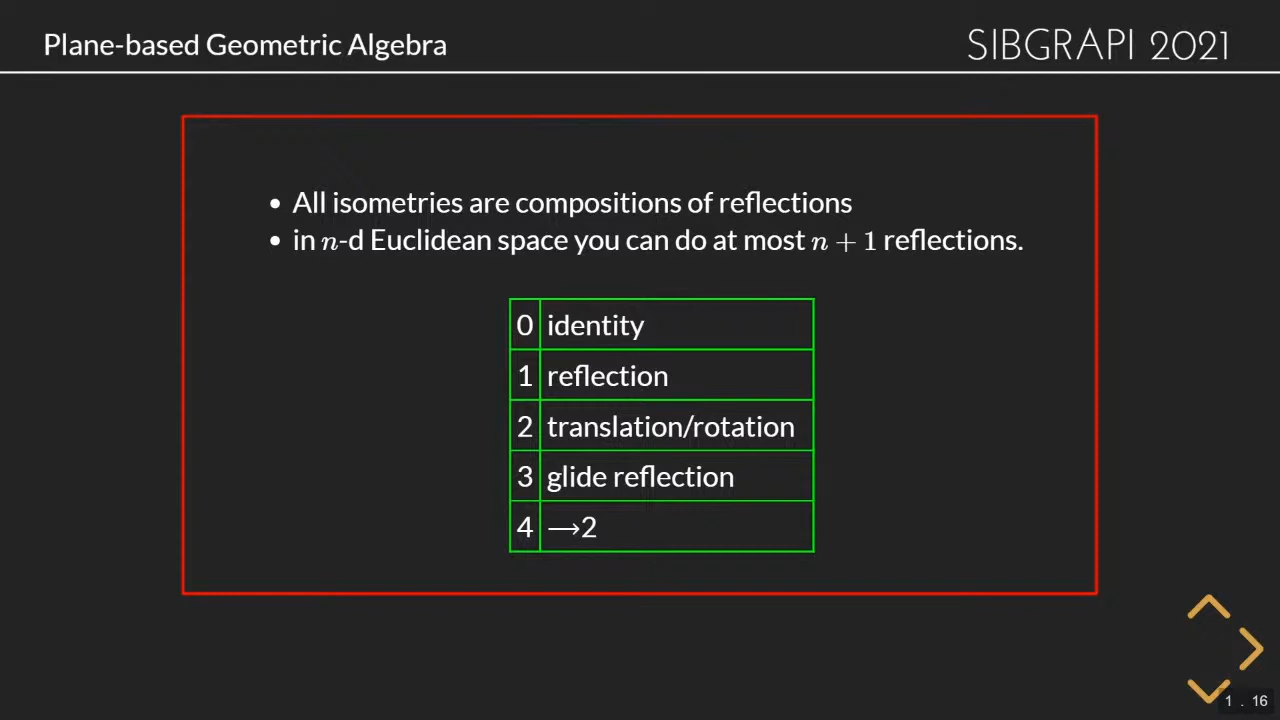 Plane-based Geometric Algebra
SIBGRAPI 2021
• All isometries are compositions of reflections
• in n-d Euclidean space you can do at most n + 1 reflections.
0 identity
1 reflection
2 translation/rotation
3 glide reflection
4 ⟶2
1 . 16